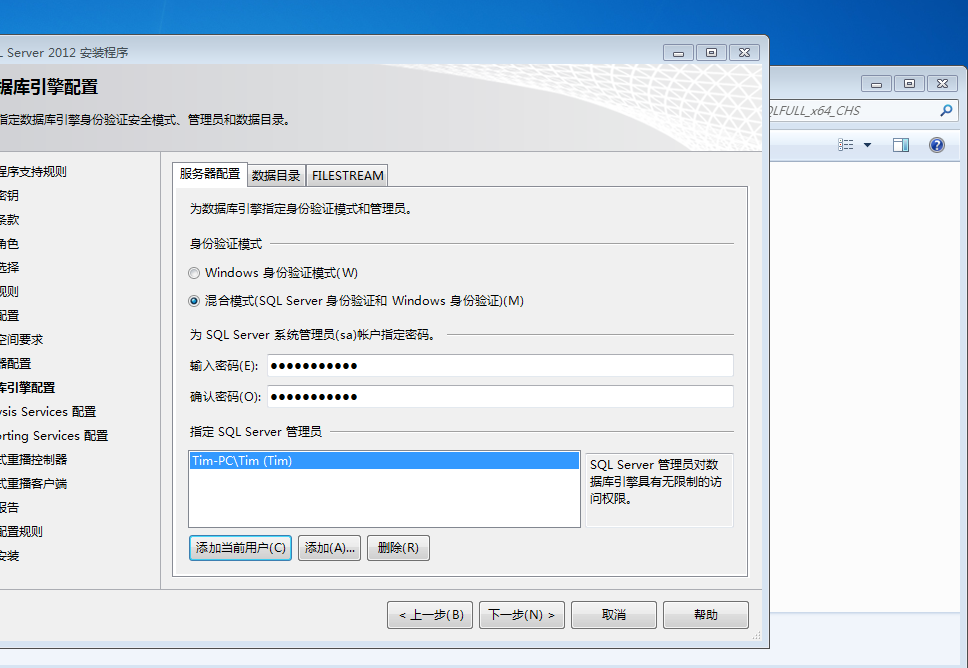 L Server 2012 安装程序
据库引擎配置
指定数据库引擎身份验证安全模式、管理员和数据目录。
QLFULL_x64_CHS
程序支持规则
密钥
条款
角色
选择
规则
配置
空间要求
器配置
库引擎配置
ysis Services 配置
orting Services 配置
式重播控制器
式重播客户端
报告
配置规则
安装
服务器配置 数据目录 FILESTREAM
为数据库引擎指定身份验证模式和管理员。
身份验证模式
Windows 身份验证模式(W)
混合模式(SQL Server 身份验证和 Windows 身份验证)(M)
为 SQL Server 系统管理员(sa)帐户指定密码。
输入密码(E): ●●●●●●●●●●●
确认密码(O): ●●●●●●●●●●●
指定 SQL Server 管理员
Tim-PC\Tim (Tim)
SQL Server 管理员对数
据库引擎具有无限制的访
问权限。
添加当前用户(C) 添加(A)... 删除(R)
< 上一步(B) 下一步(N) > 取消 帮助